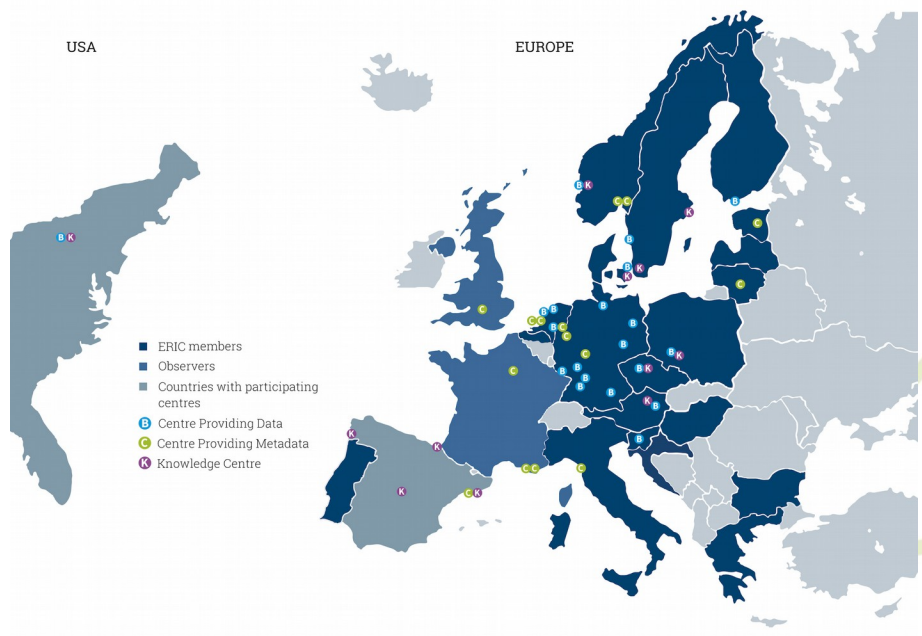 USA
EUROPE
B K
C C
K
B
C
B
B K
K
C
B
C
B B
C C
B C
C
B
B
B
C
C
B
B
B
B
B
B K
B K
K B
B
K
K
K
C K
C C
C
ERIC members
Observers
Countries with participating
centres
B Centre Providing Data
C Centre Providing Metadata
K Knowledge Centre
B K